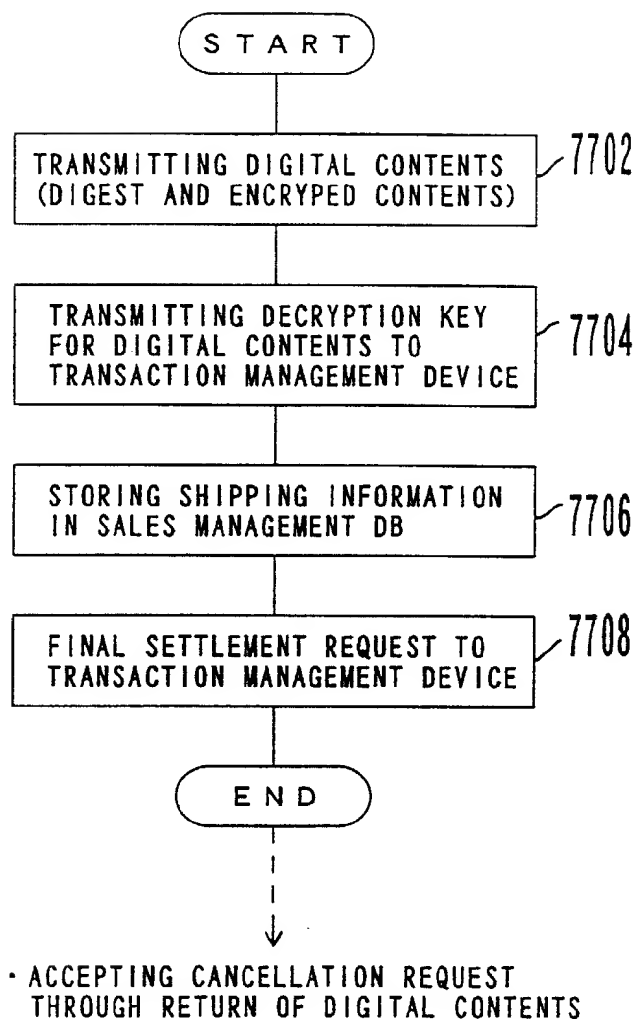 START
TRANSMITTING DIGITAL CONTENTS
(DIGEST AND ENCRYPED CONTENTS)
7702
TRANSMITTING DECRYPTION KEY
FOR DIGITAL CONTENTS TO
TRANSACTION MANAGEMENT DEVICE
7704
STORING SHIPPING INFORMATION
IN SALES MANAGEMENT DB
7706
FINAL SETTLEMENT REQUEST TO
TRANSACTION MANAGEMENT DEVICE
7708
END
· ACCEPTING CANCELLATION REQUEST
THROUGH RETURN OF DIGITAL CONTENTS